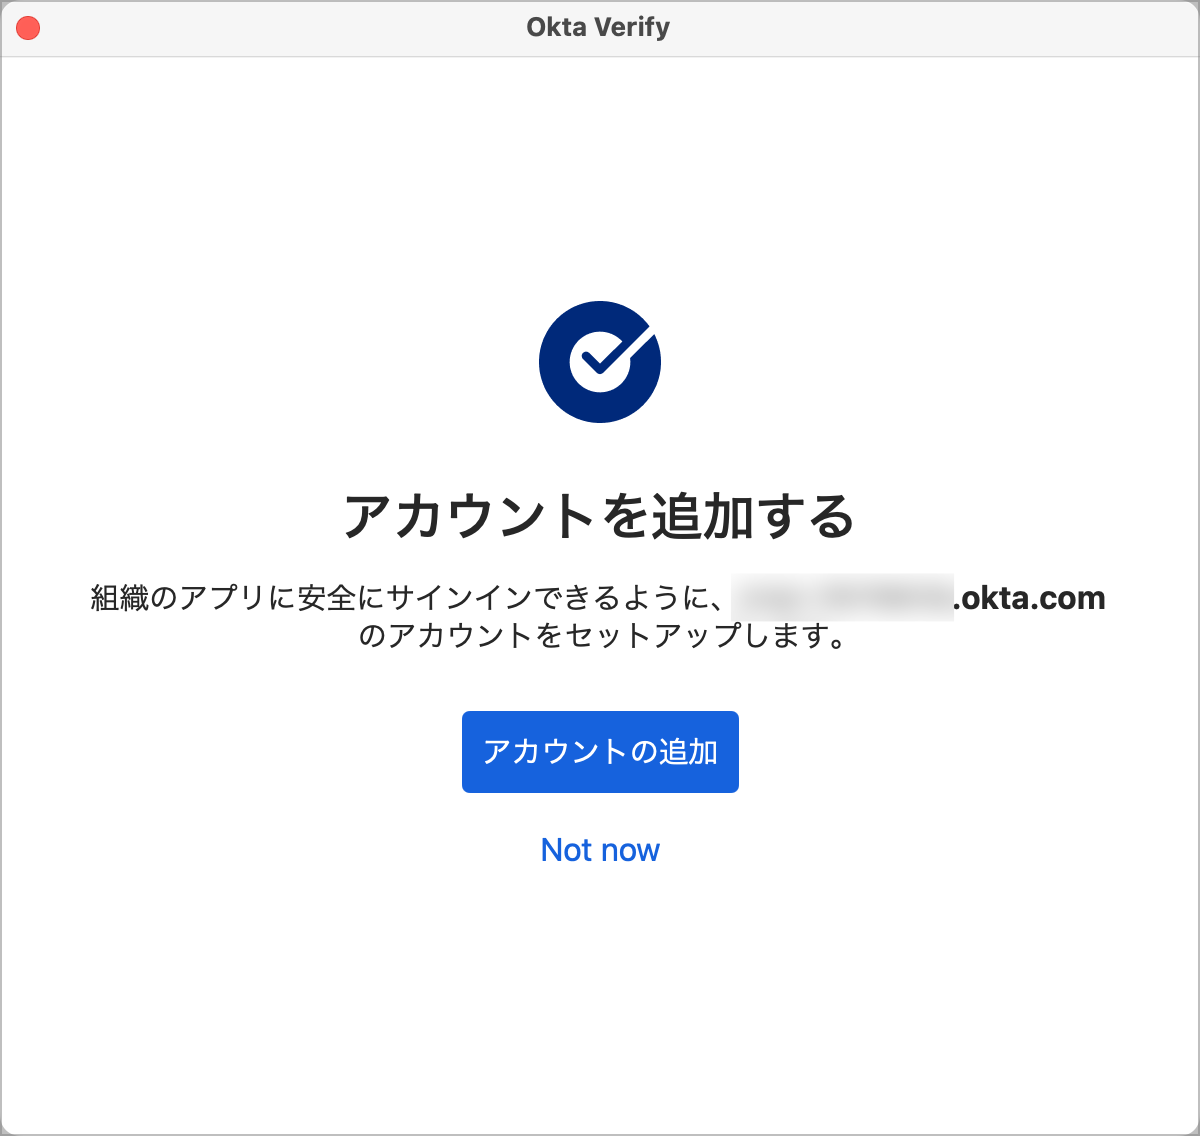 Okta Verify
アカウントを追加する
組織のアプリに安全にサインインできるように、 .okta.com
のアカウントをセットアップします。
アカウントの追加
Not now